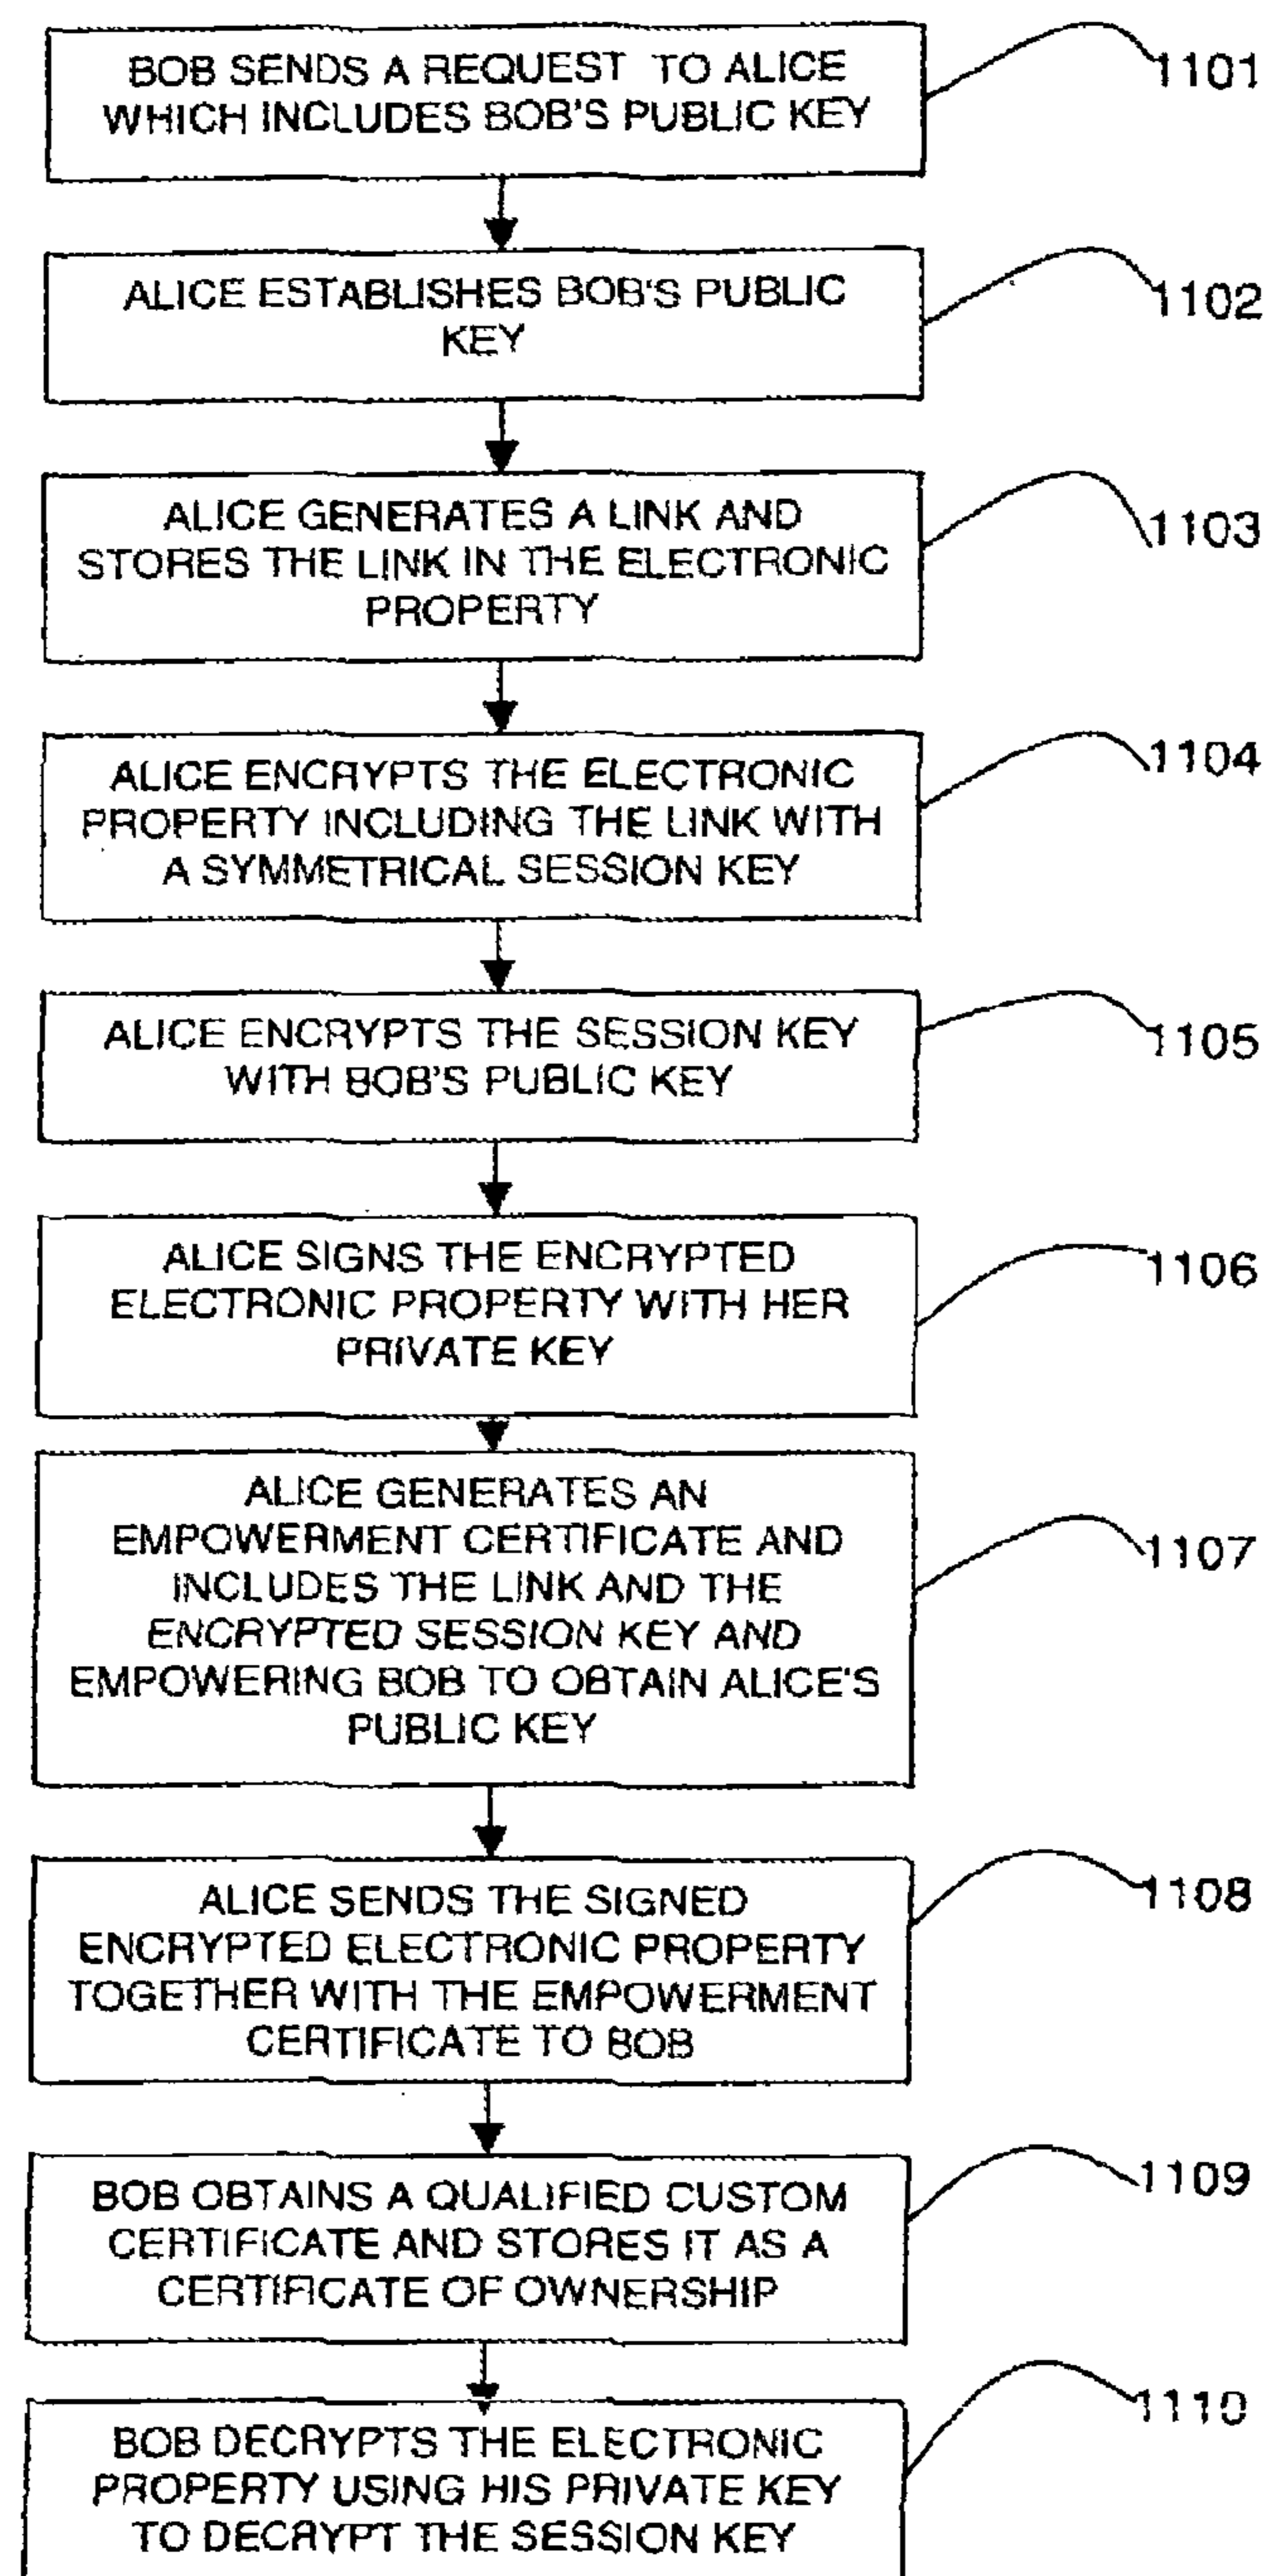 BOB SENDS A REQUEST TO ALICE
WHICH INCLUDES BOB'S PUBLIC KEY
1101
ALICE ESTABLISHES BOB'S PUBLIC
KEY
1102
ALICE GENERATES A LINK AND
STORES THE LINK IN THE ELECTRONIC
PROPERTY
1103
ALICE ENCRYPTS THE ELECTRONIC
PROPERTY INCLUDING THE LINK WITH
A SYMMETRICAL SESSION KEY
1104
ALICE ENCRYPTS THE SESSION KEY
WITH BOB'S PUBLIC KEY
1105
ALICE SIGNS THE ENCRYPTED
ELECTRONIC PROPERTY WITH HER
PRIVATE KEY
1106
ALICE GENERATES AN
EMPOWERMENT CERTIFICATE AND
INCLUDES THE LINK AND THE
ENCRYPTED SESSION KEY AND
EMPOWERING BOB TO OBTAIN ALICE'S
PUBLIC KEY
1107
ALICE SENDS THE SIGNED
ENCRYPTED ELECTRONIC PROPERTY
TOGETHER WITH THE EMPOWERMENT
CERTIFICATE TO BOB
1108
BOB OBTAINS A QUALIFIED CUSTOM
CERTIFICATE AND STORES IT AS A
CERTIFICATE OF OWNERSHIP
1109
BOB DECRYPTS THE ELECTRONIC
PROPERTY USING HIS PRIVATE KEY
TO DECRYPT THE SESSION KEY
1110